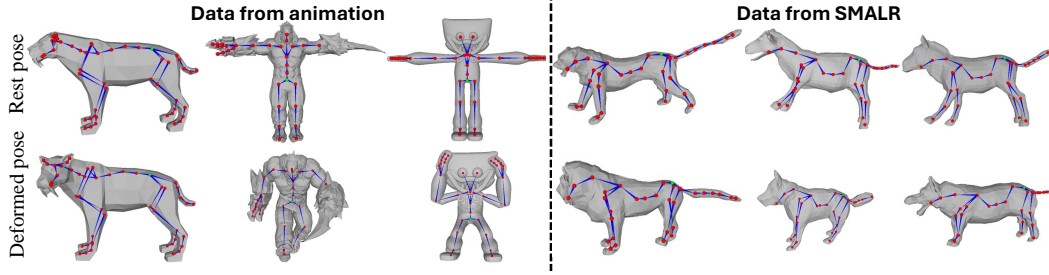 Data from animation
Data from SMALR
Rest pose
Deformed pose